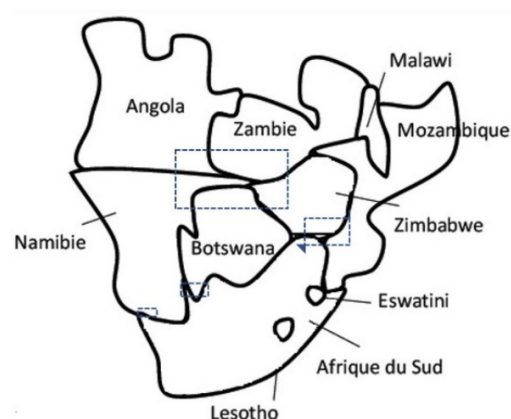 Malawi
Angola
Zambie
Mozambique
Zimbabwe
Namibie
Botswana
Eswatini
Afrique du Sud
Lesotho